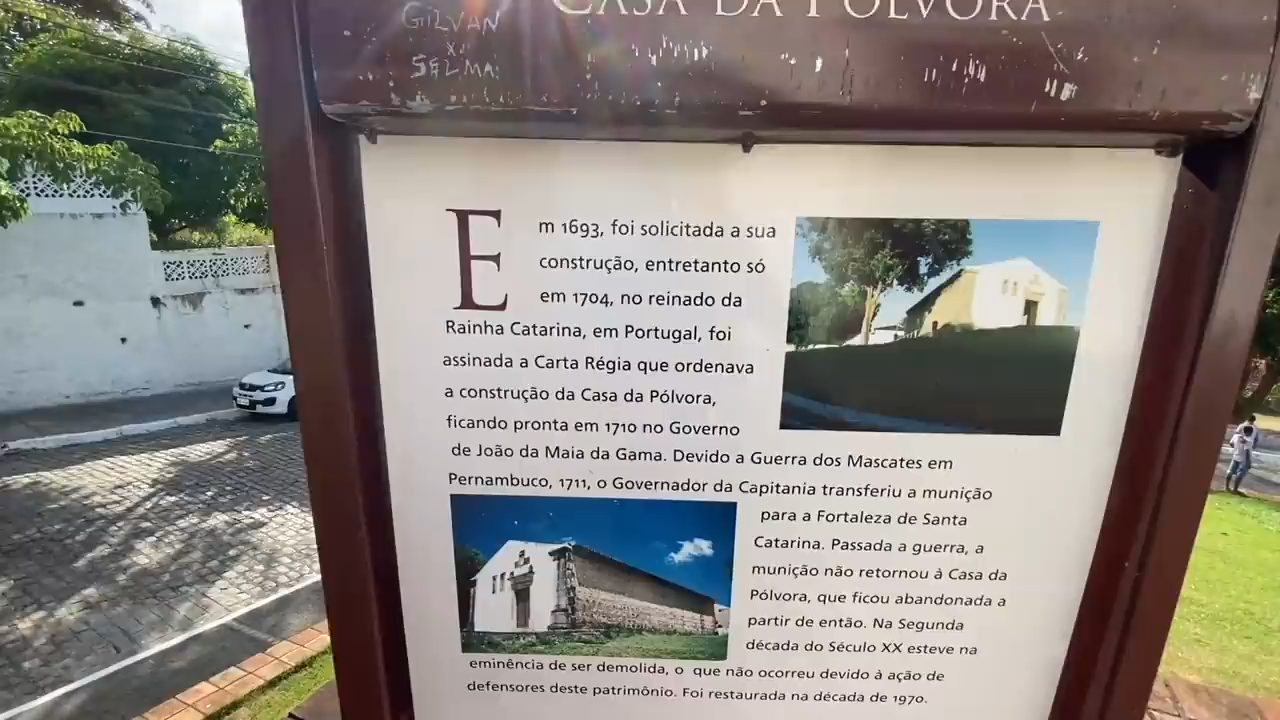 CASA DA PÓLVORA
GILVAN
X
SELMA
Em 1693, foi solicitada a sua
construção, entretanto só
em 1704, no reinado da
Rainha Catarina, em Portugal, foi
assinada a Carta Régia que ordenava
a construção da Casa da Pólvora,
ficando pronta em 1710 no Governo
de João da Maia da Gama. Devido a Guerra dos Mascates em
Pernambuco, 1711, o Governador da Capitania transferiu a munição
para a Fortaleza de Santa
Catarina. Passada a guerra, a
munição não retornou à Casa da
Pólvora, que ficou abandonada a
partir de então. Na Segunda
década do Século XX esteve na
eminência de ser demolida, o que não ocorreu devido à ação de
defensores deste patrimônio. Foi restaurada na década de 1970.